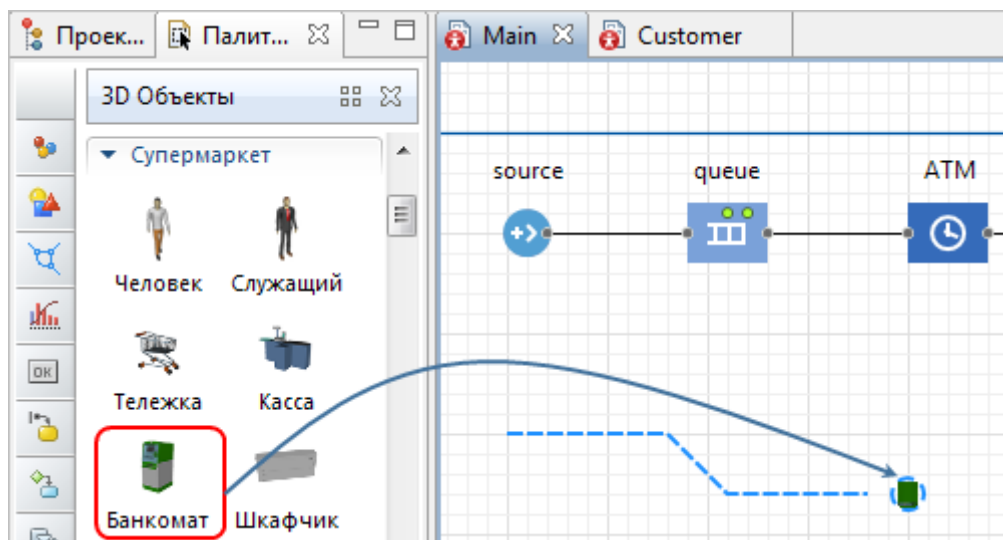 Проек...
Палит...
Main
Customer
3D Объекты
Супермаркет
source
queue
ATM
Человек
Служащий
OK
Тележка
Касса
Банкомат
Шкафчик